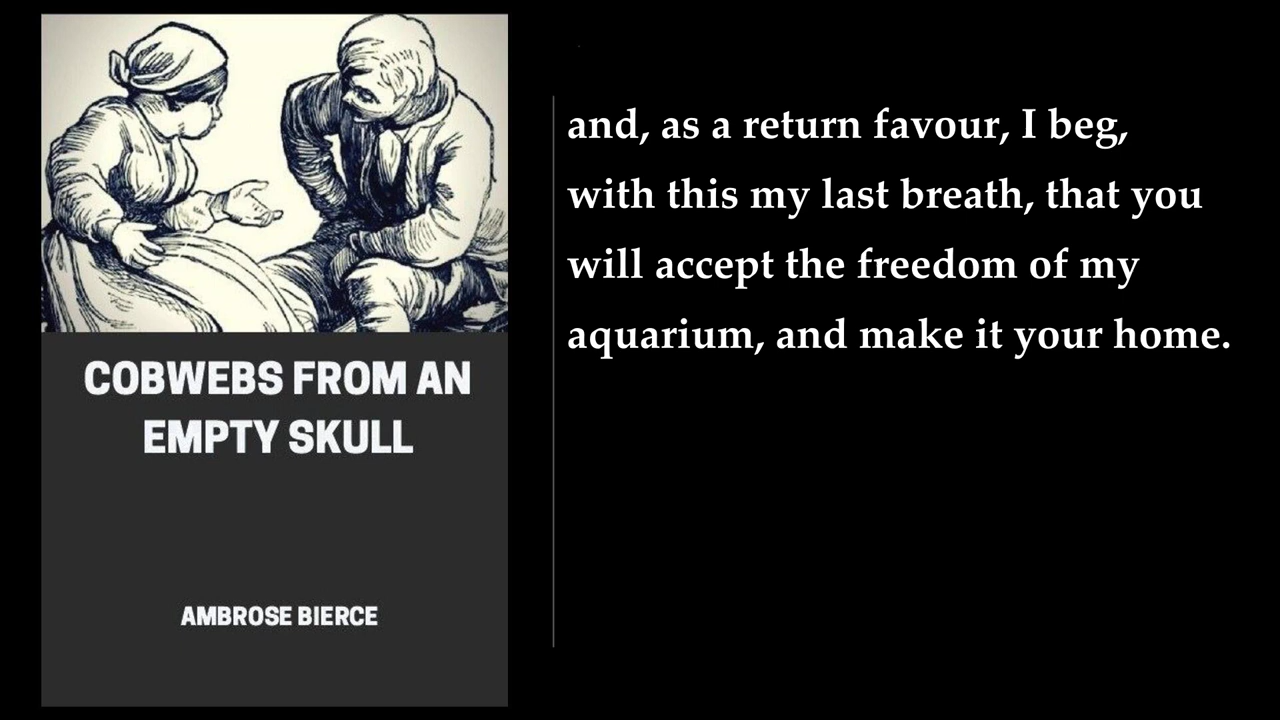 COBWEBS FROM AN
EMPTY SKULL
AMBROSE BIERCE
and, as a return favour, I beg,
with this my last breath, that you
will accept the freedom of my
aquarium, and make it your home.